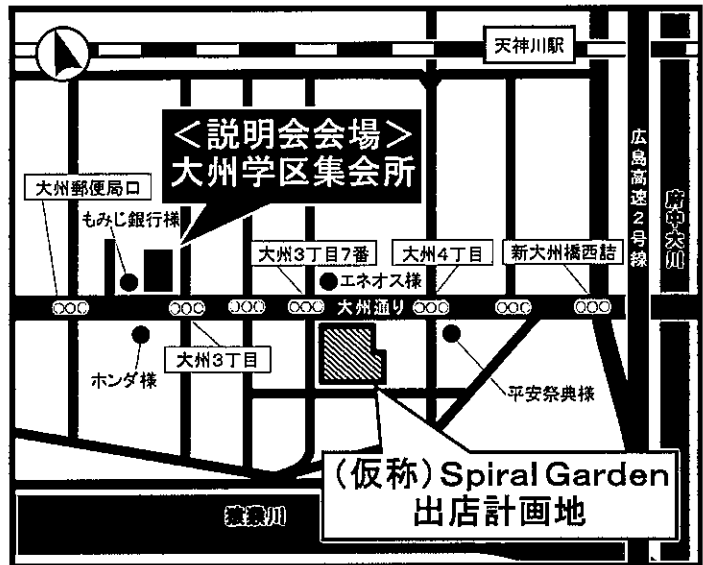 天神川駅
＜説明会会場＞
大州学区集会所
広島高速２号線
府中大川
大州郵便局口
もみじ銀行様
大州3丁目7番
エネオス様
大州4丁目
新大州橋西詰
大州通り
ホンダ様
大州3丁目
平安祭典様
（仮称）Spiral Garden
出店計画地
猿猴川